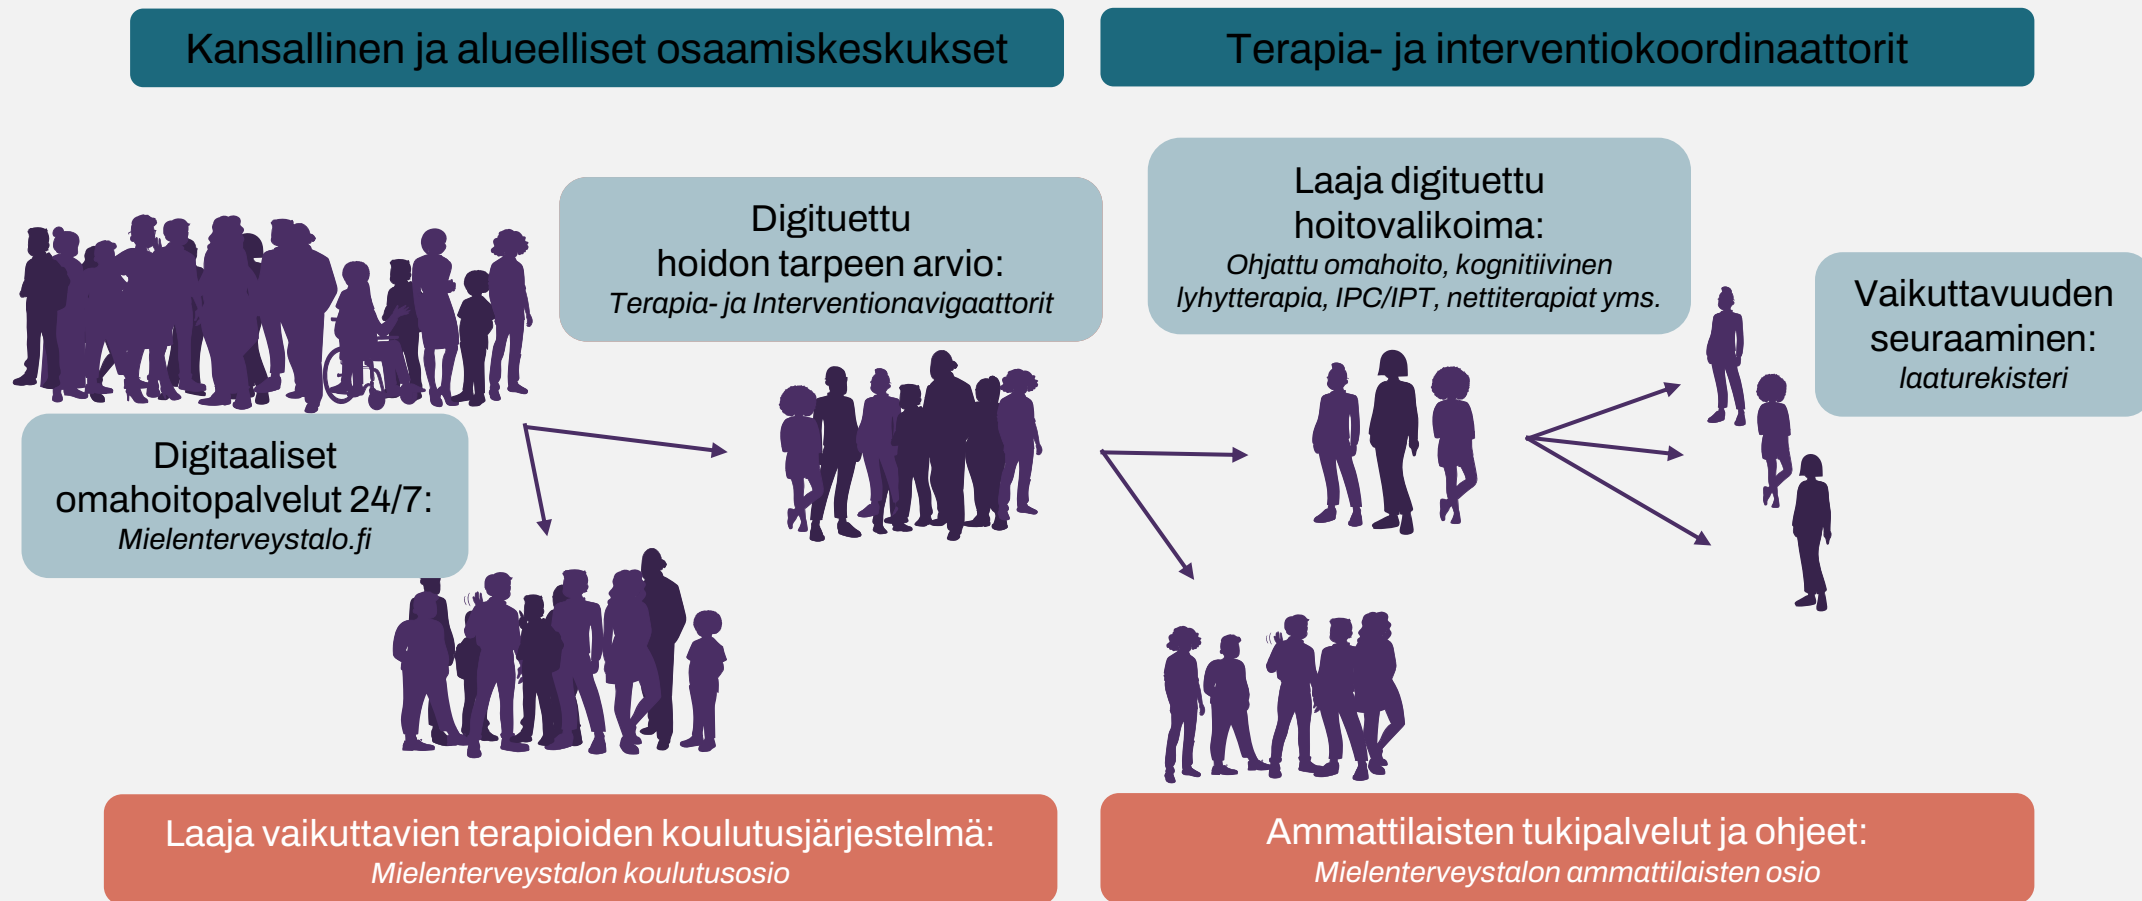 Kansallinen ja alueelliset osaamiskeskukset
Terapia- ja interventiokoordinaattorit
Digitaaliset
omahoitopalvelut 24/7:
Mielenterveystalo.fi
Digituettu
hoidon tarpeen arvio:
Terapia- ja Interventionavigaattorit
Laaja digituettu
hoitovalikoima:
Ohjattu omahoito, kognitiivinen
lyhytterapia, IPC/IPT, nettiterapiat yms.
Vaikuttavuuden
seuraaminen:
laaturekisteri
Laaja vaikuttavien terapioiden koulutusjärjestelmä:
Mielenterveystalon koulutusosio
Ammattilaisten tukipalvelut ja ohjeet:
Mielenterveystalon ammattilaisten osio